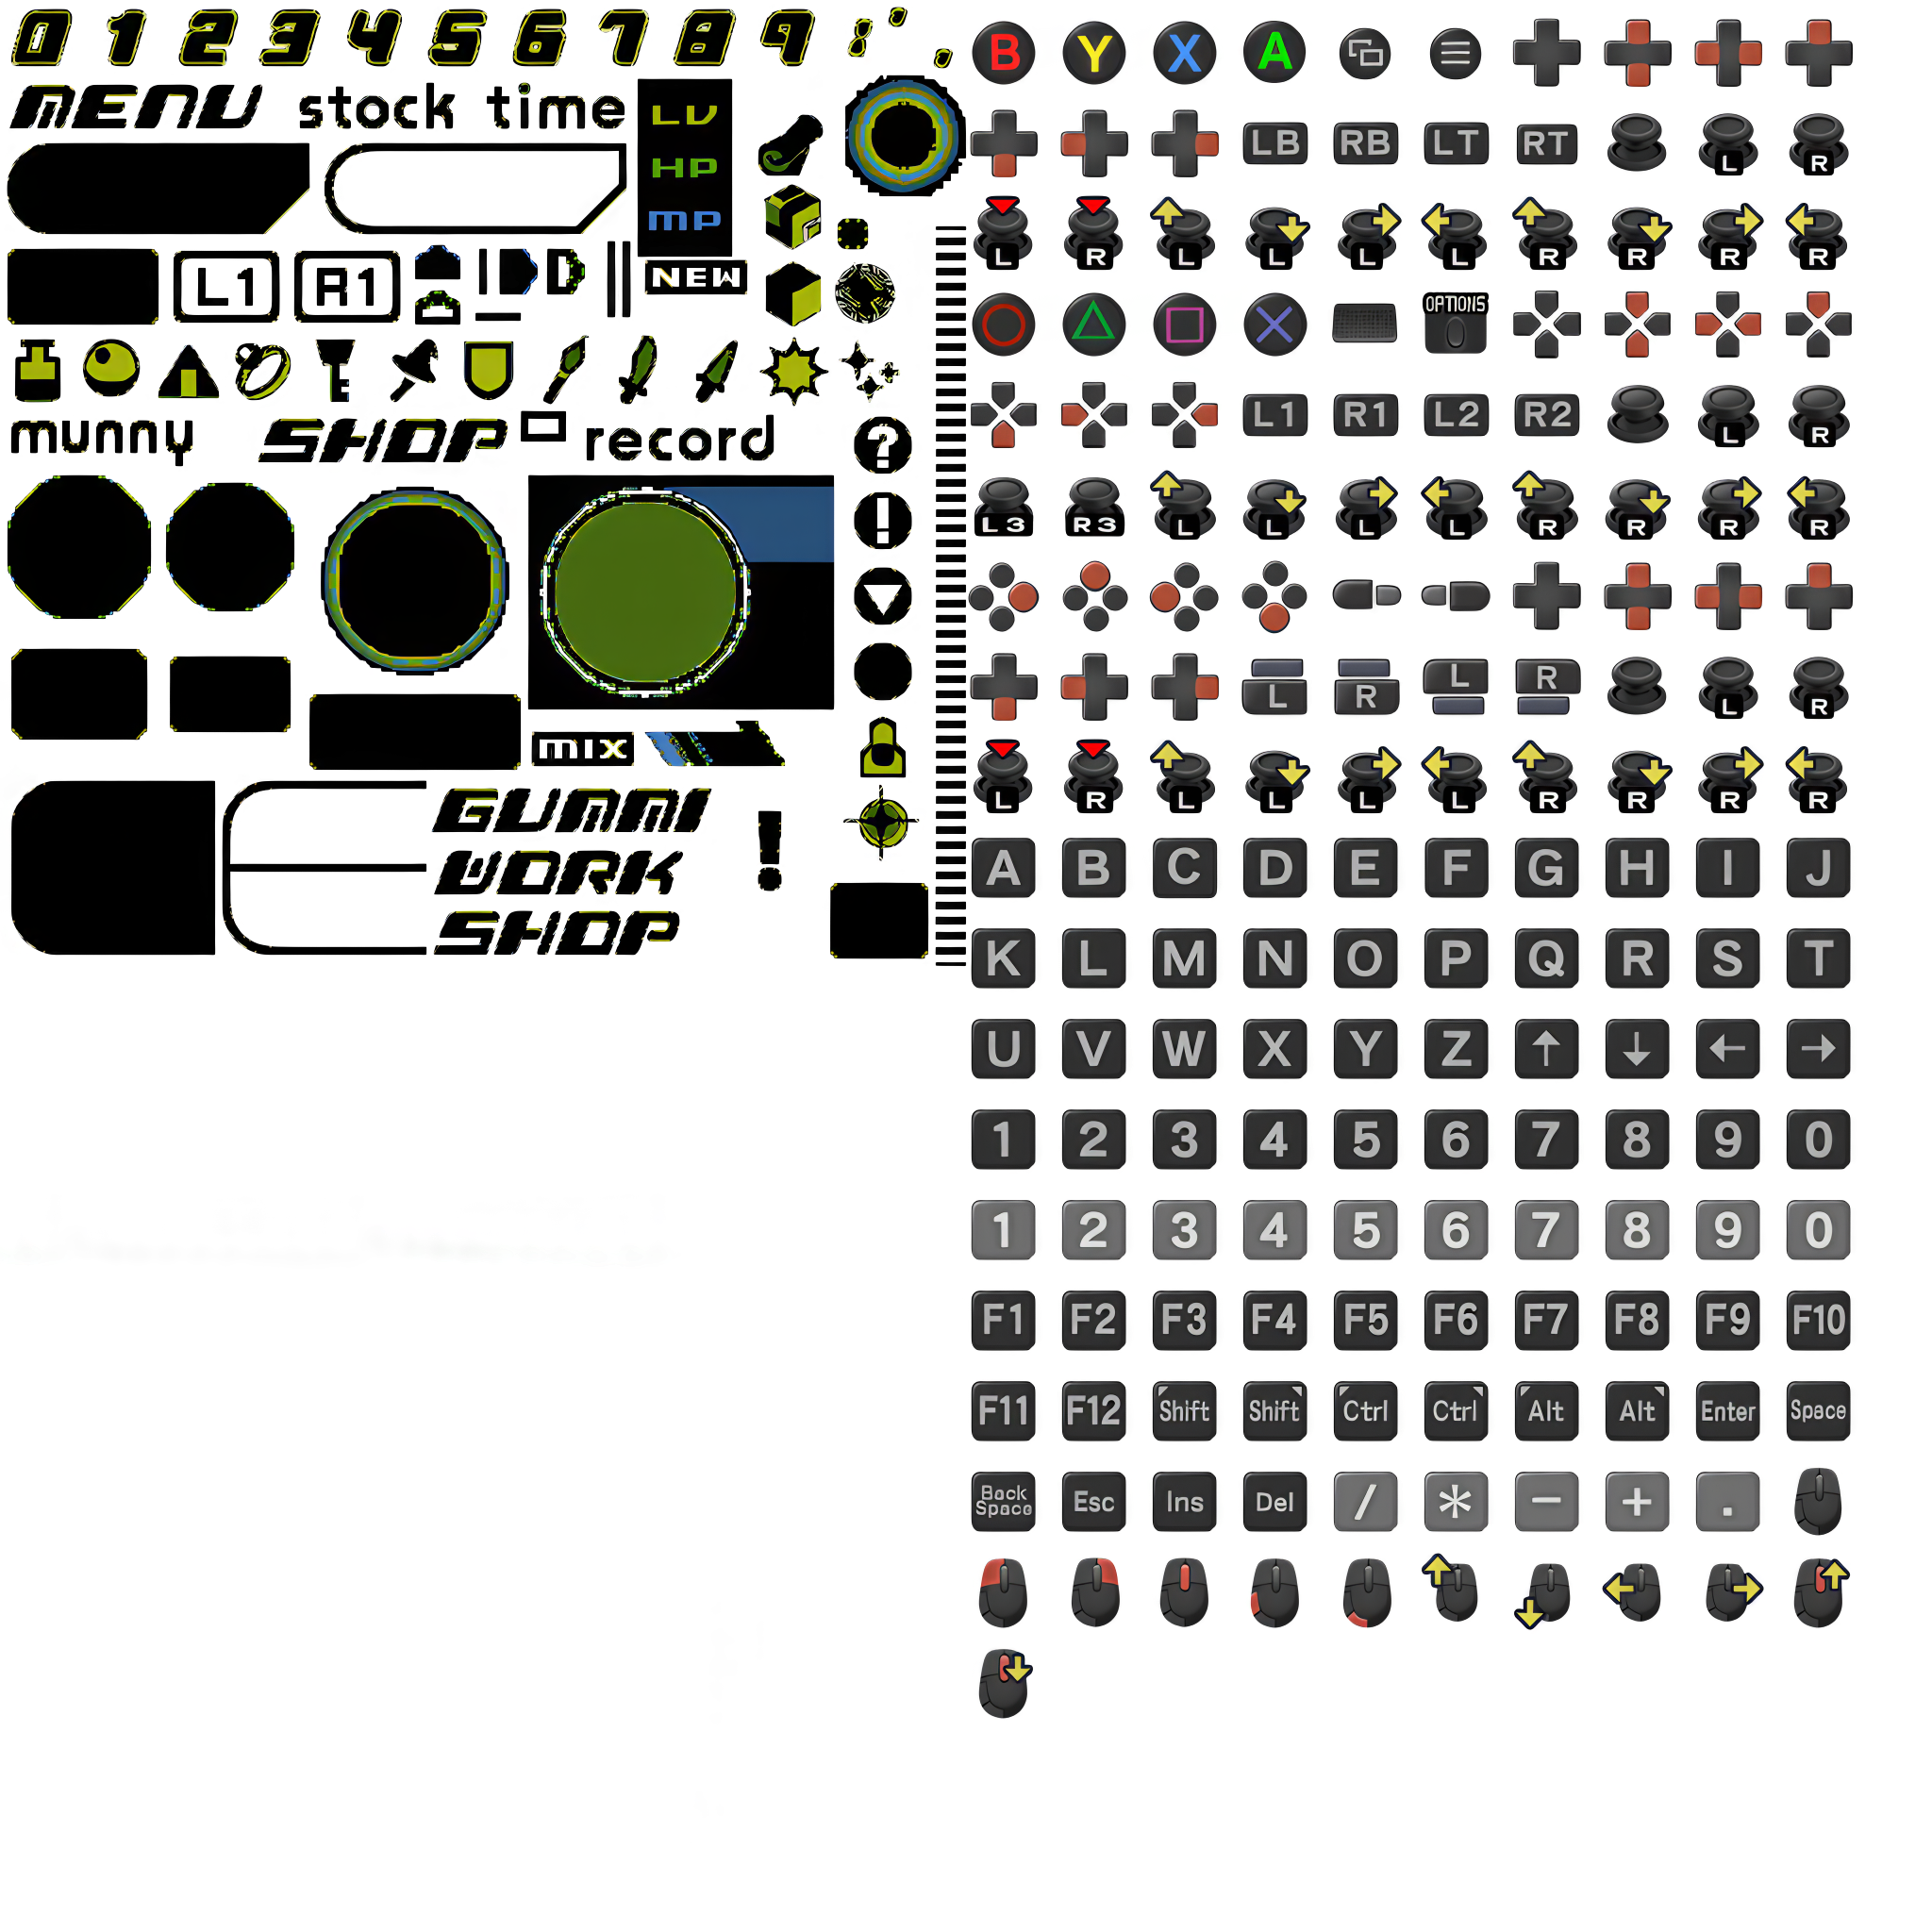 0 1 2 3 4 5 6 7 8 9 : ' .
MENU stock time
LV
HP
MP
L1 R1
NEW
munny SHOP record
?
!
mix
GUMMI
WORK
SHOP
!
B Y X A
LB RB LT RT L R
L R L L L L R R R R
OPTIONS
L1 R1 L2 R2 L R
L3 R3 L L L L R R R R
L R L R L R
L R L L L L R R R R
A B C D E F G H I J
K L M N O P Q R S T
U V W X Y Z ↑ ↓ ← →
1 2 3 4 5 6 7 8 9 0
1 2 3 4 5 6 7 8 9 0
F1 F2 F3 F4 F5 F6 F7 F8 F9 F10
F11 F12 Shift Shift Ctrl Ctrl Alt Alt Enter Space
Back
Space Esc Ins Del / * - + .